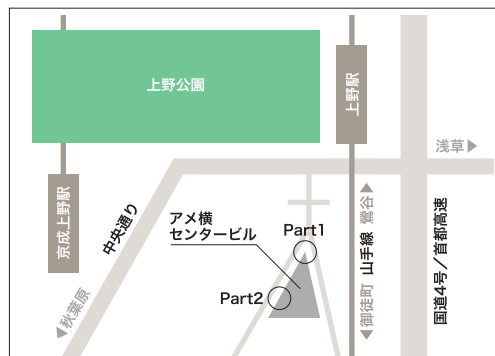 上野公園
上野駅
浅草▶
京成上野駅
中央通り
◀秋葉原
アメ横
センタービル
Part1
Part2
◀御徒町 山手線 鶯谷▶
国道4号／首都高速